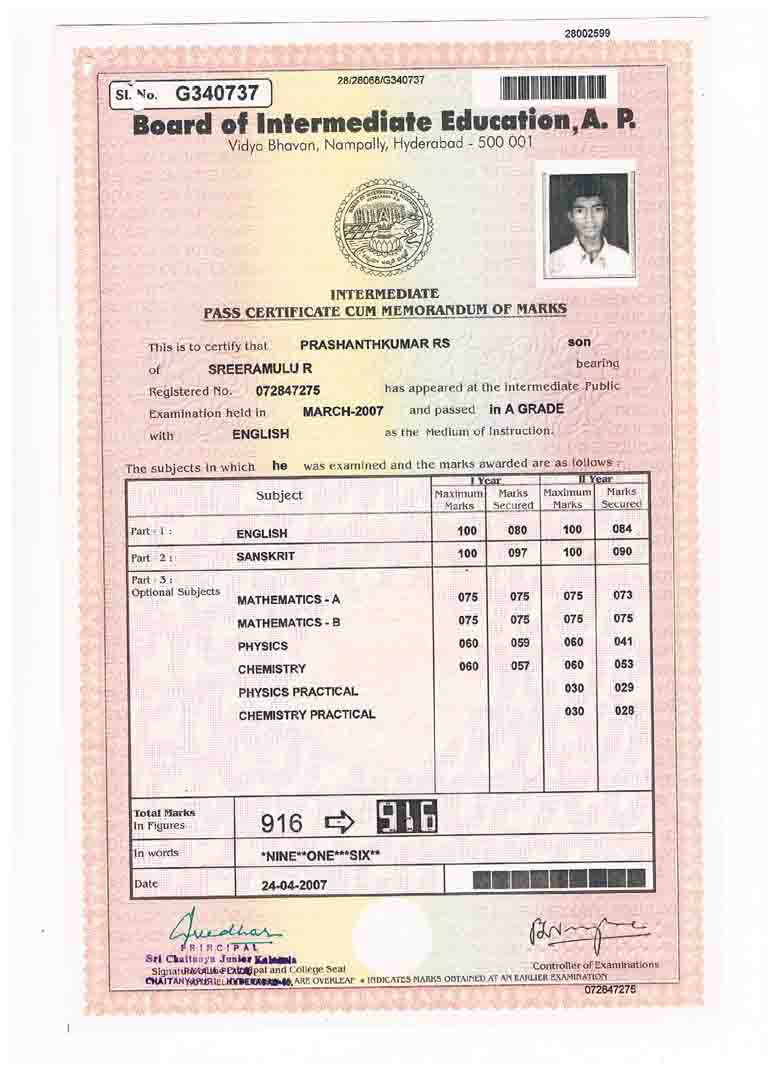 28002599
Sl. No. G340737
28/28066/G340737
Board of Intermediate Education, A. P.
Vidya Bhavan, Nampally, Hyderabad - 500 001
INTERMEDIATE
PASS CERTIFICATE CUM MEMORANDUM OF MARKS
This is to certify that PRASHANTHKUMAR RS son
of SREERAMULU R bearing
Registered No. 072847275 has appeared at the Intermediate Public
Examination held in MARCH-2007 and passed in A GRADE
with ENGLISH as the Medium of Instruction.
The subjects in which he was examined and the marks awarded are as follows :
Subject I Year II Year
Maximum Marks Marks Secured Maximum Marks Marks Secured
Part - 1 : ENGLISH 100 080 100 084
Part - 2 : SANSKRIT 100 097 100 090
Part - 3 :
Optional Subjects
MATHEMATICS - A 075 075 075 073
MATHEMATICS - B 075 075 075 075
PHYSICS 060 059 060 041
CHEMISTRY 060 057 060 053
PHYSICS PRACTICAL 030 029
CHEMISTRY PRACTICAL 030 028
Total Marks
In Figures 916 916
In words *NINE**ONE***SIX**
Date 24-04-2007
PRINCIPAL
Sri Chaitanya Junior
Signature of the Principal and College Seal
Controller of Examinations
CHAITANYAPURI, ARE OVERLEAF * INDICATES MARKS OBTAINED AT AN EARLIER EXAMINATION
072847275